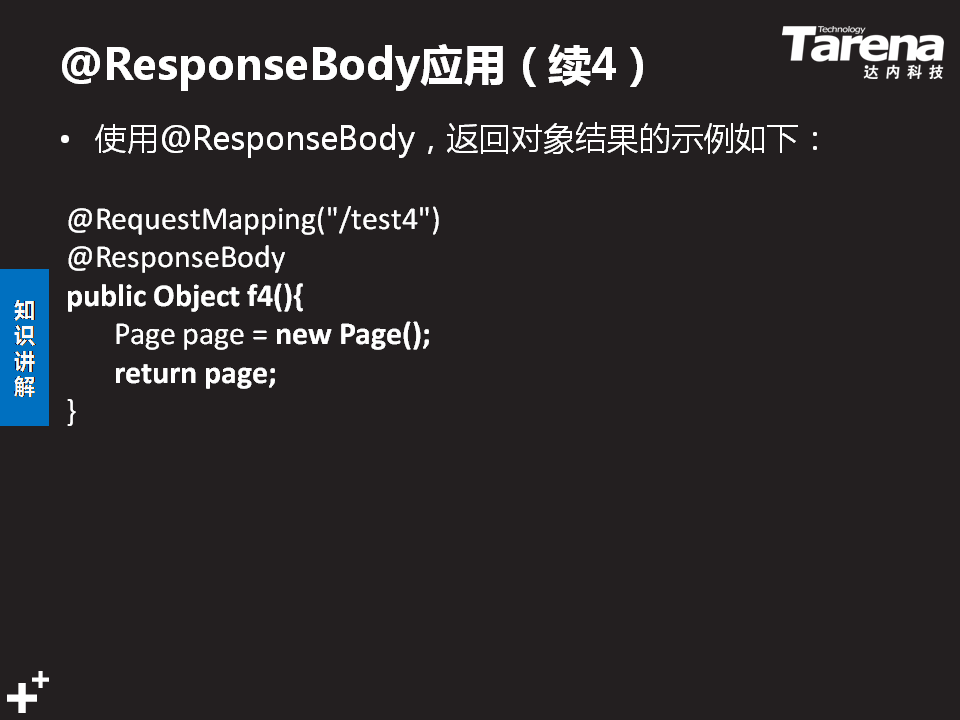 @ResponseBody应用（续4）
Technology
Tarena
达内科技
• 使用@ResponseBody，返回对象结果的示例如下：
@RequestMapping("/test4")
@ResponseBody
public Object f4(){
Page page = new Page();
return page;
}
知识讲解